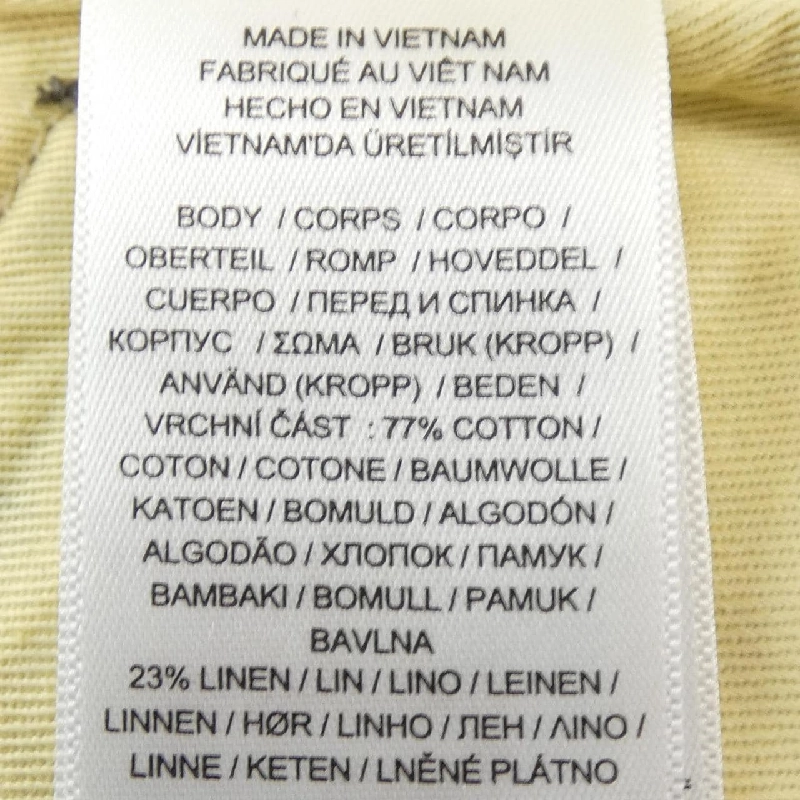 MADE IN VIETNAM
FABRIQUÉ AU VIÊT NAM
HECHO EN VIETNAM
VİETNAM'DA ÜRETİLMİŞTİR
BODY / CORPS / CORPO /
OBERTEIL / ROMP / HOVEDDEL /
CUERPO / ПЕРЕД И СПИНКА /
КОРПУС / ΣΩΜΑ / BRUK (KROPP) /
ANVÄND (KROPP) / BEDEN /
VRCHNÍ ČÁST : 77% COTTON /
COTON / COTONE / BAUMWOLLE /
KATOEN / BOMULD / ALGODÓN /
ALGODÃO / ХЛОПОК / ПАМУК /
BAMBAKI / BOMULL / PAMUK /
BAVLNA
23% LINEN / LIN / LINO / LEINEN /
LINNEN / HØR / LINHO / ЛЕН / ΛΙΝΟ /
LINNE / KETEN / LNĚNÉ PLÁTNO